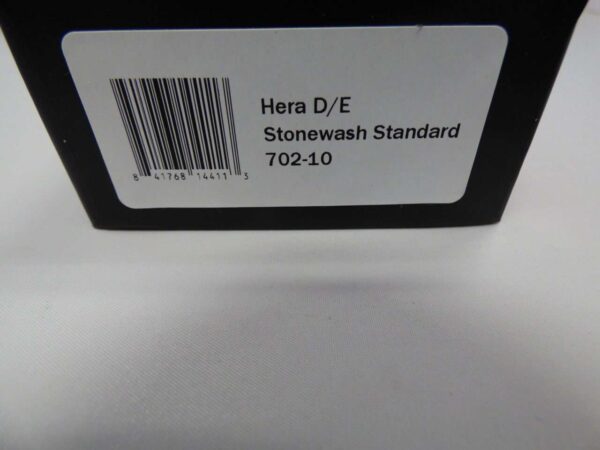 Hera D/E
Stonewash Standard
702-10
8 41768 14411 3